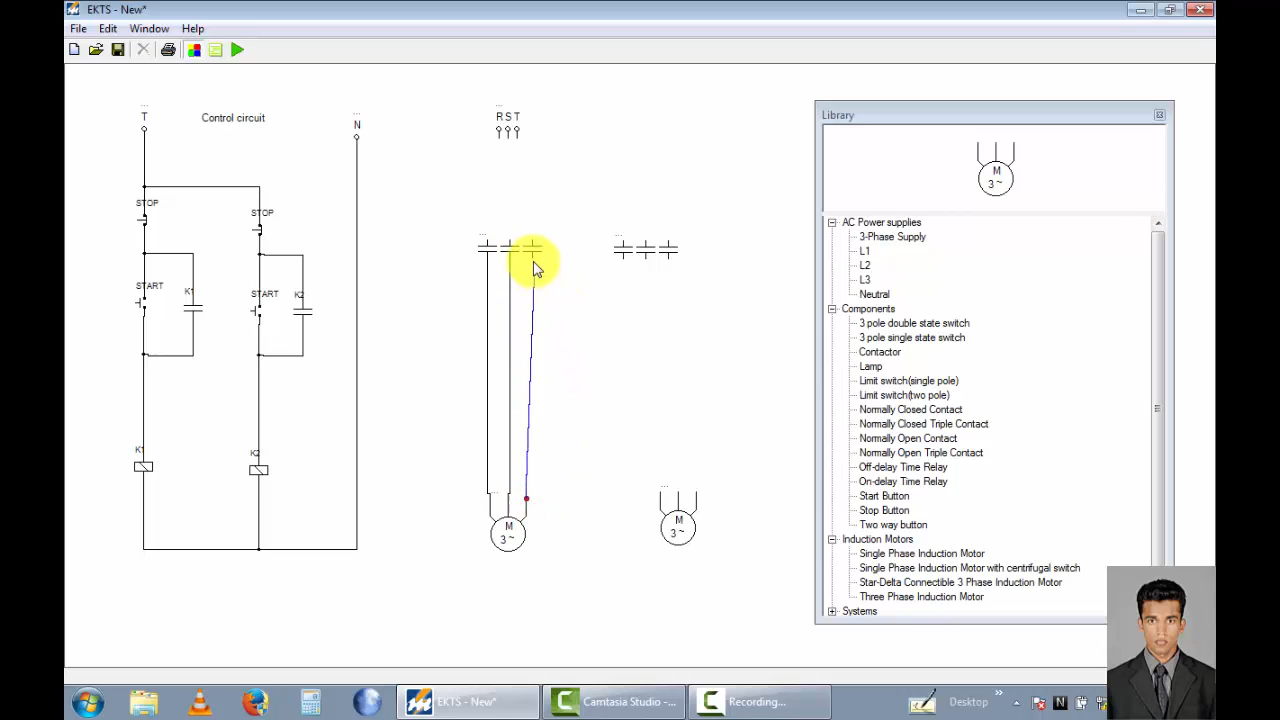 EKTS - New*
File Edit Window Help
... 
T
Control circuit
...
N
...
R S T
STOP
STOP
START
K1
START
K2
K1
K2
...
...
...
M
3 ~
...
M
3 ~
Library
M
3 ~
AC Power supplies
3-Phase Supply
L1
L2
L3
Neutral
Components
3 pole double state switch
3 pole single state switch
Contactor
Lamp
Limit switch(single pole)
Limit switch(two pole)
Normally Closed Contact
Normally Closed Triple Contact
Normally Open Contact
Normally Open Triple Contact
Off-delay Time Relay
On-delay Time Relay
Start Button
Stop Button
Two way button
Induction Motors
Single Phase Induction Motor
Single Phase Induction Motor with centrifugal switch
Star-Delta Connectible 3 Phase Induction Motor
Three Phase Induction Motor
Systems
EKTS - New*
Camtasia Studio -...
Recording...
Desktop
N